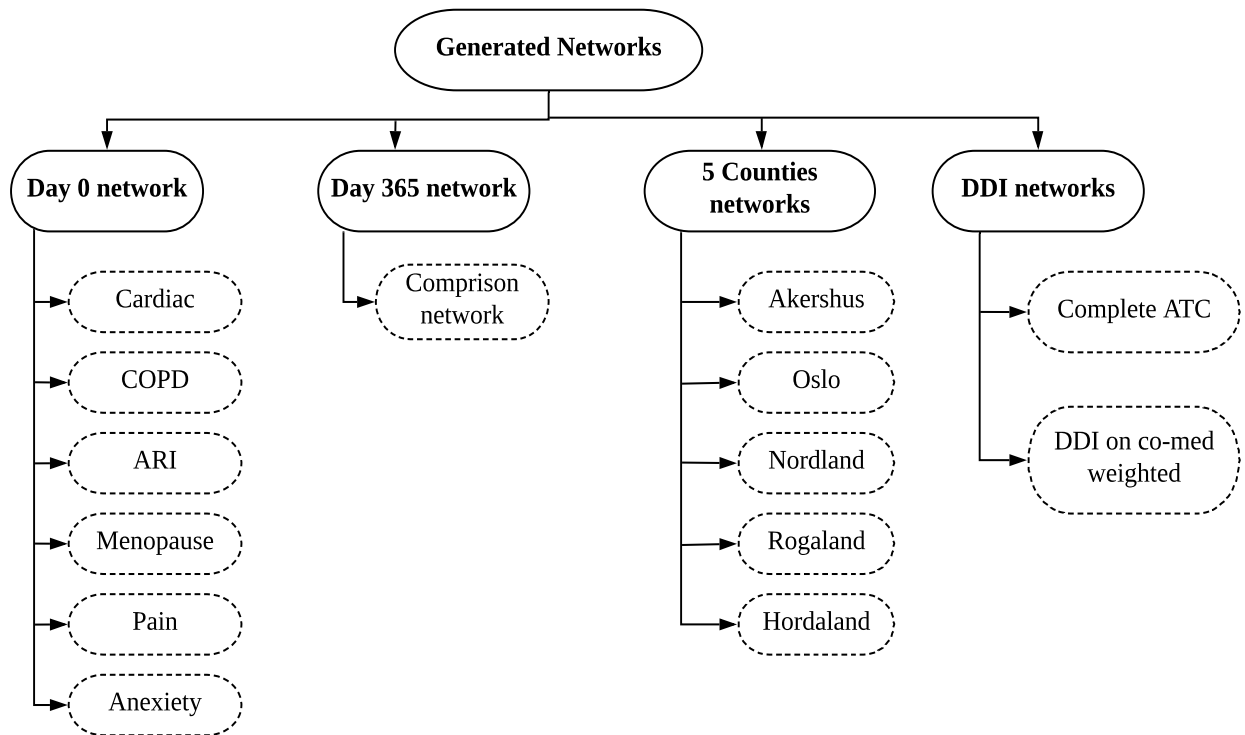 Generated Networks
Day 0 network
Day 365 network
5 Counties
networks
DDI networks
Cardiac
COPD
ARI
Menopause
Pain
Anexiety
Comprison
network
Akershus
Oslo
Nordland
Rogaland
Hordaland
Complete ATC
DDI on co-med
weighted